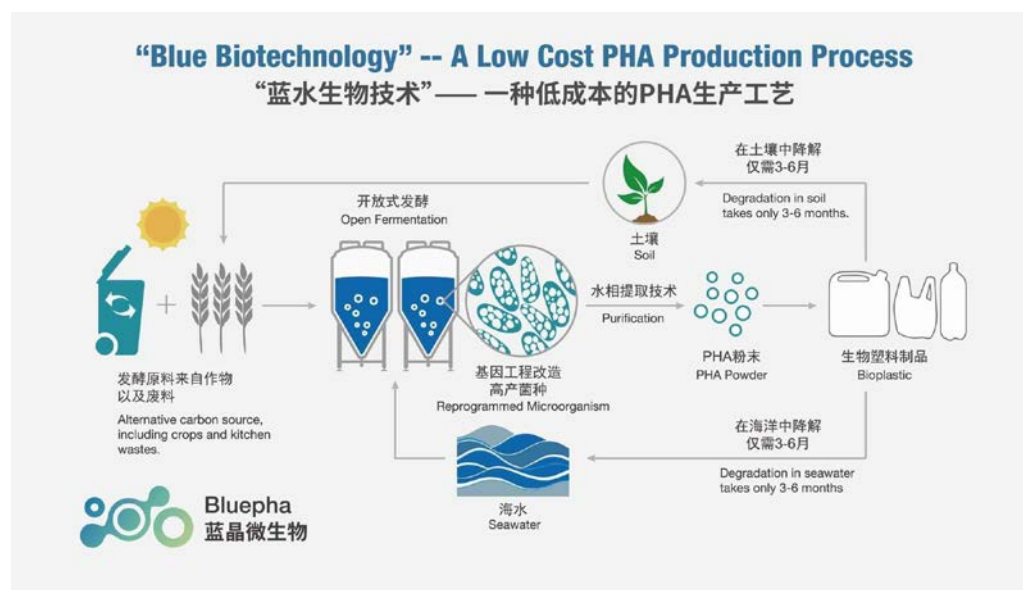 “Blue Biotechnology” -- A Low Cost PHA Production Process
“蓝水生物技术”—— 一种低成本的PHA生产工艺
在土壤中降解
仅需3-6月
Degradation in soil
takes only 3-6 months.
开放式发酵
Open Fermentation
土壤
Soil
水相提取技术
Purification
发酵原料来自作物
以及废料
Alternative carbon source,
including crops and kitchen
wastes.
基因工程改造
高产菌种
Reprogrammed Microorganism
PHA粉末
PHA Powder
生物塑料制品
Bioplastic
在海洋中降解
仅需3-6月
Degradation in seawater
takes only 3-6 months
海水
Seawater
Bluepha
蓝晶微生物